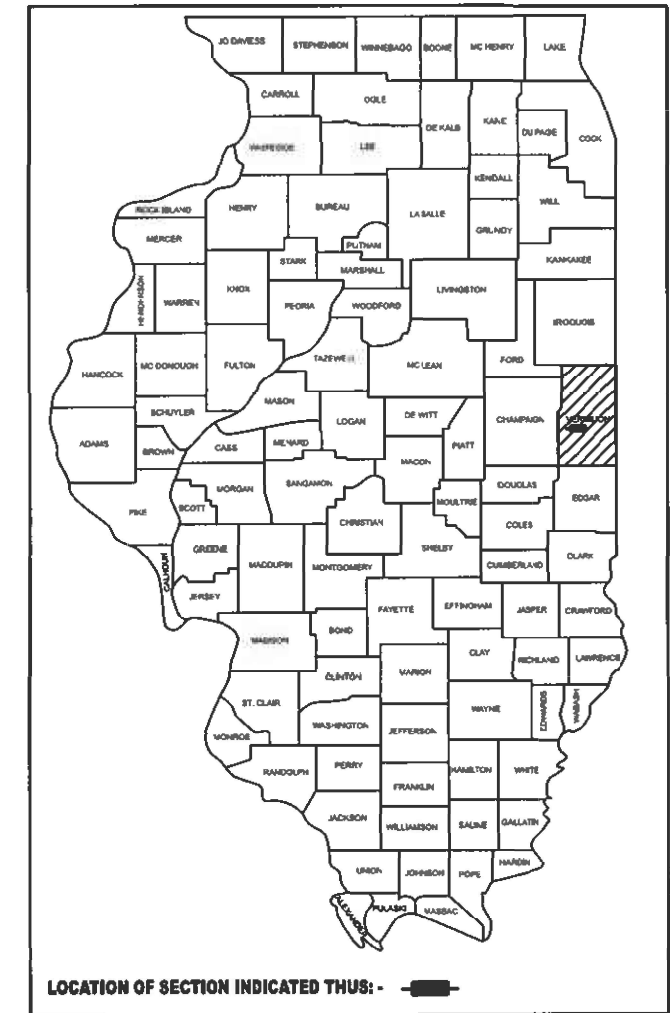 JO DAVIESS STEPHENSON WINNEBAGO BOONE MC HENRY LAKE
CARROLL OGLE DE KALB KANE DU PAGE COOK
WHITESIDE LEE KENDALL WILL
ROCK ISLAND HENRY BUREAU LA SALLE GRUNDY
MERCER STARK PUTNAM MARSHALL KANKAKEE
HENDERSON WARREN KNOX PEORIA WOODFORD LIVINGSTON IROQUOIS
HANCOCK MC DONOUGH FULTON TAZEWELL MC LEAN FORD
SCHUYLER MASON LOGAN DE WITT CHAMPAIGN VERMILION
ADAMS BROWN CASS MENARD MACON PIATT
PIKE SCOTT MORGAN SANGAMON MOULTRIE DOUGLAS EDGAR
CALHOUN GREENE CHRISTIAN SHELBY COLES
JERSEY MACOUPIN MONTGOMERY CUMBERLAND CLARK
MADISON BOND FAYETTE EFFINGHAM JASPER CRAWFORD
CLINTON MARION CLAY RICHLAND LAWRENCE
ST. CLAIR WASHINGTON JEFFERSON WAYNE EDWARDS WABASH
MONROE RANDOLPH PERRY FRANKLIN HAMILTON WHITE
JACKSON WILLIAMSON SALINE GALLATIN
UNION JOHNSON POPE HARDIN
ALEXANDER PULASKI MASSAC
LOCATION OF SECTION INDICATED THUS: -